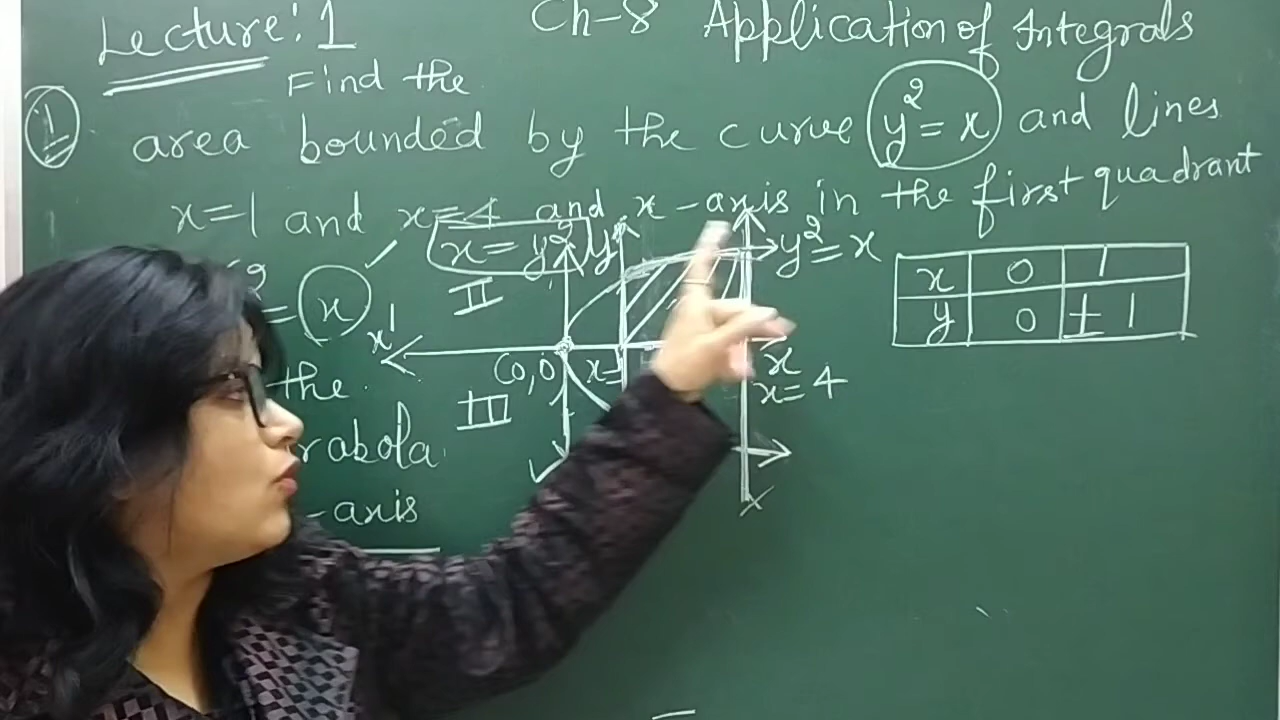 Lecture: 1
Ch-8 Application of Integrals
Find the
① area bounded by the curve y² = x and lines
x=1 and x=4 and x-axis in the first quadrant
x = y²
y
y² = x
x 0 1
y 0 ± 1
II
= x
x'
(0,0)
x=1
x
x=4
the
III
rabola
-axis